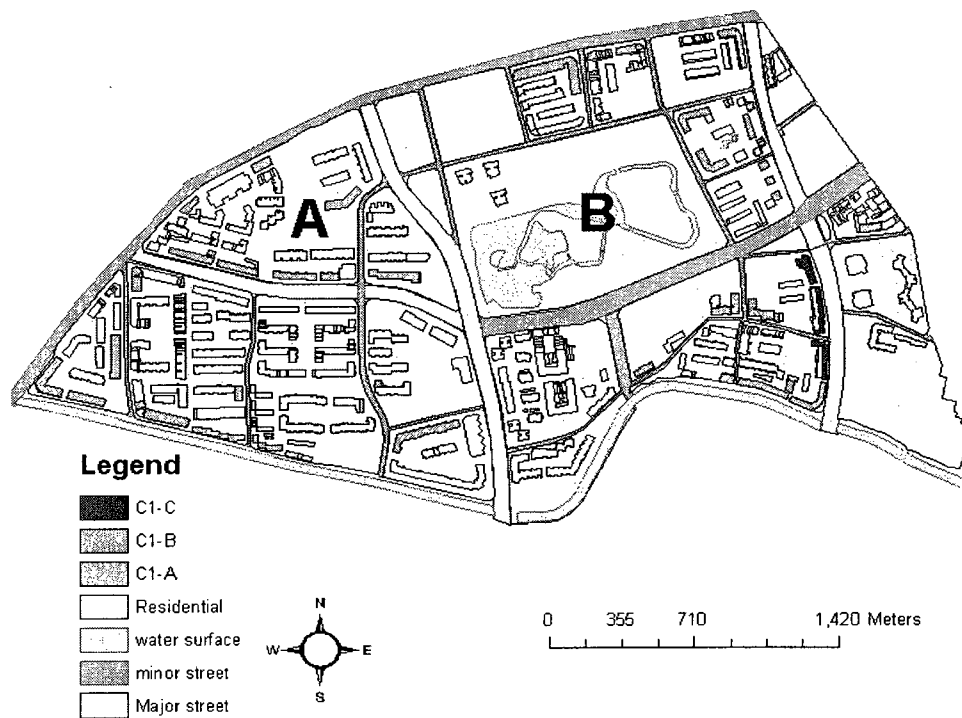 A
B
Legend
C1-C
C1-B
C1-A
Residential
water surface
minor street
Major street
N
W E
S
0 355 710 1,420 Meters